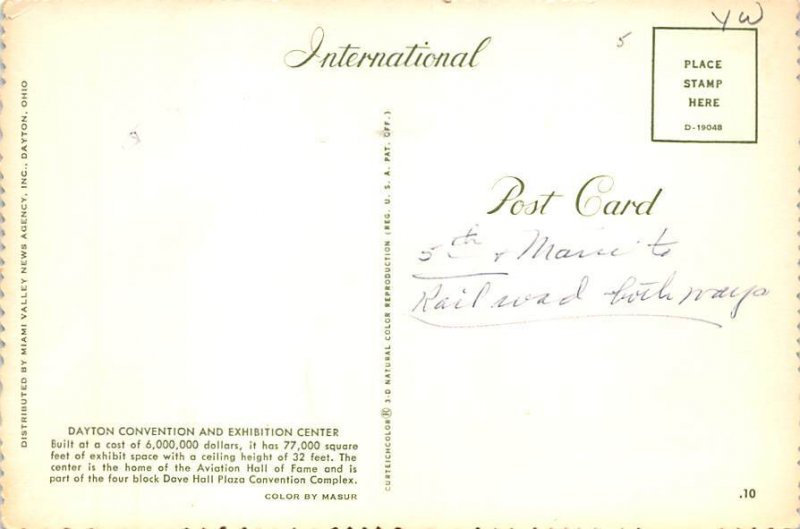 International
5
YW
PLACE
STAMP
HERE
D-19048
Post Card
5th & Main to
Railroad both ways
DISTRIBUTED BY MIAMI VALLEY NEWS AGENCY, INC., DAYTON, OHIO
CURTEICHCOLOR® 3-D NATURAL COLOR REPRODUCTION (REG. U. S. A. PAT. OFF.)
DAYTON CONVENTION AND EXHIBITION CENTER
Built at a cost of 6,000,000 dollars, it has 77,000 square
feet of exhibit space with a ceiling height of 32 feet. The
center is the home of the Aviation Hall of Fame and is
part of the four block Dave Hall Plaza Convention Complex.
COLOR BY MASUR
.10